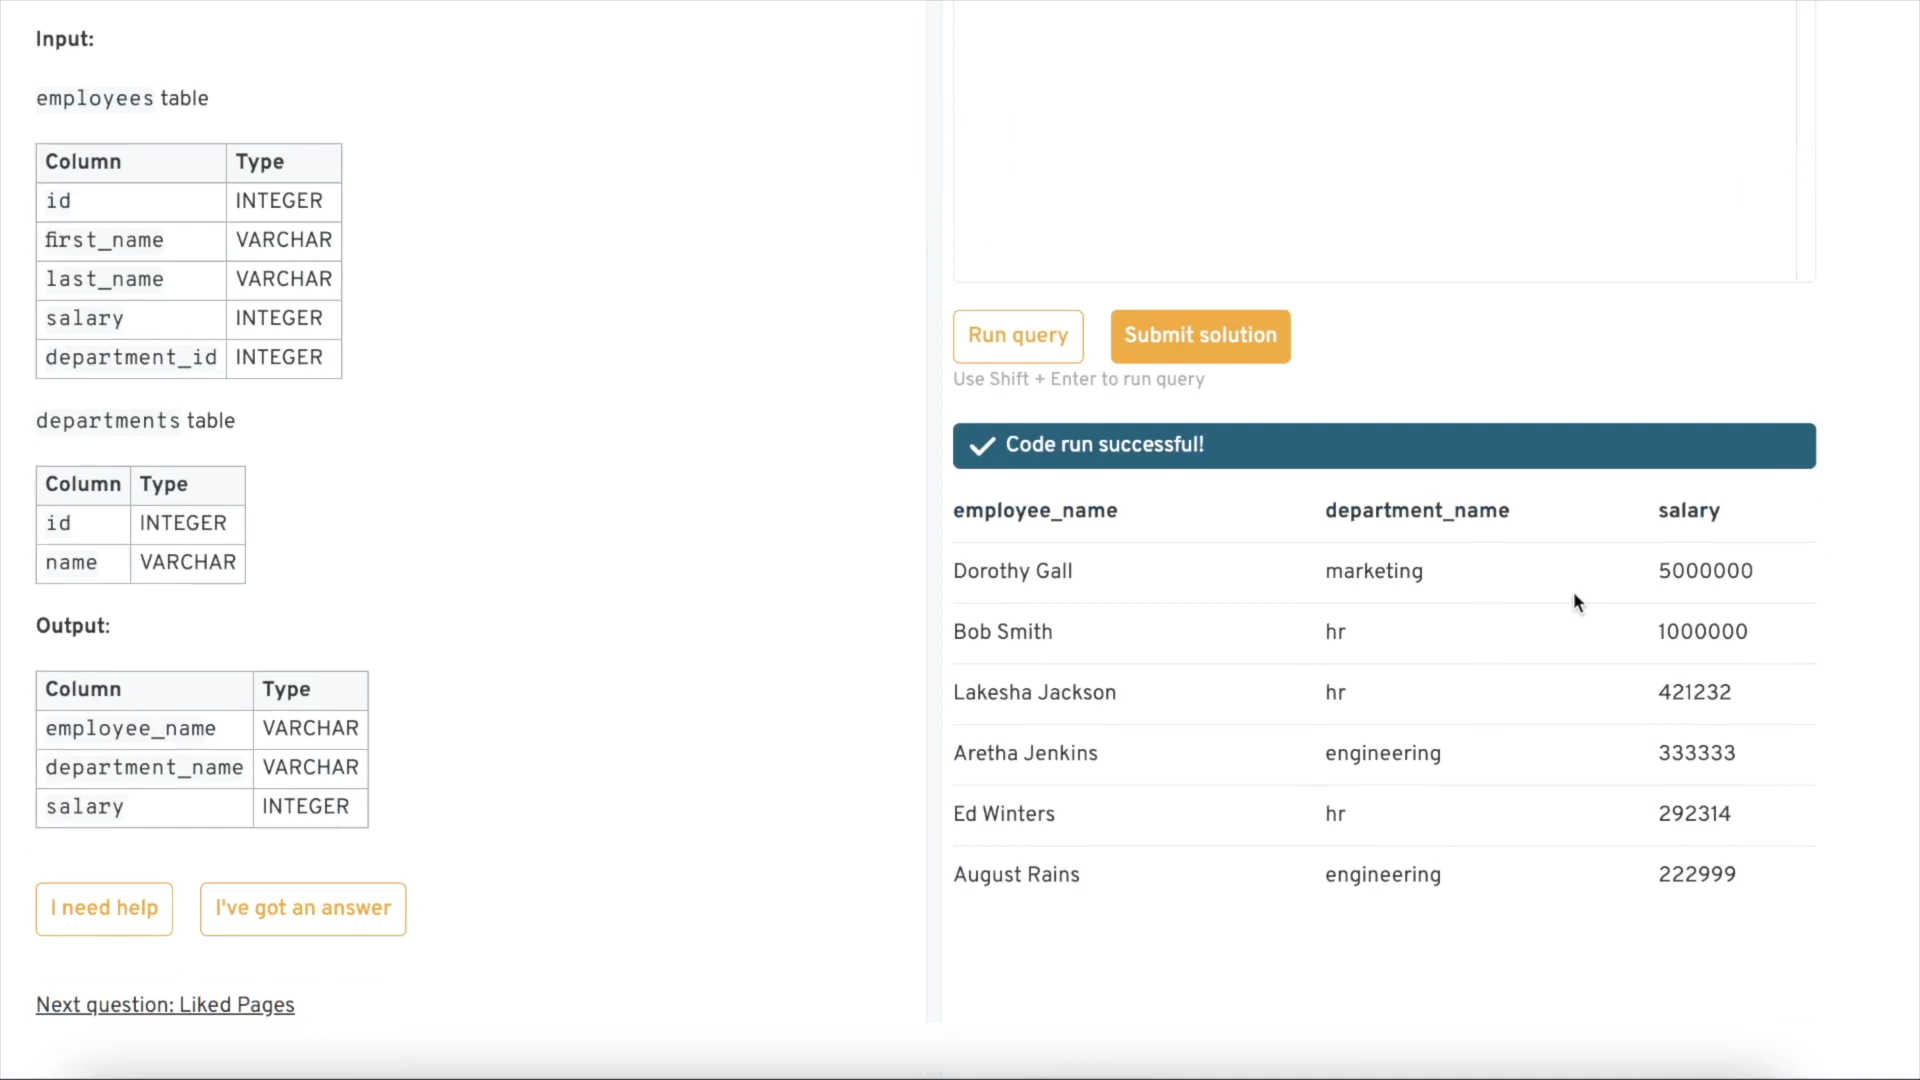 Input:
employees table
Column Type
id INTEGER
first_name VARCHAR
last_name VARCHAR
salary INTEGER
department_id INTEGER
departments table
Column Type
id INTEGER
name VARCHAR
Output:
Column Type
employee_name VARCHAR
department_name VARCHAR
salary INTEGER
I need help I've got an answer
Next question: Liked Pages
Run query Submit solution
Use Shift + Enter to run query
Code run successful!
employee_name department_name salary
Dorothy Gall marketing 5000000
Bob Smith hr 1000000
Lakesha Jackson hr 421232
Aretha Jenkins engineering 333333
Ed Winters hr 292314
August Rains engineering 222999